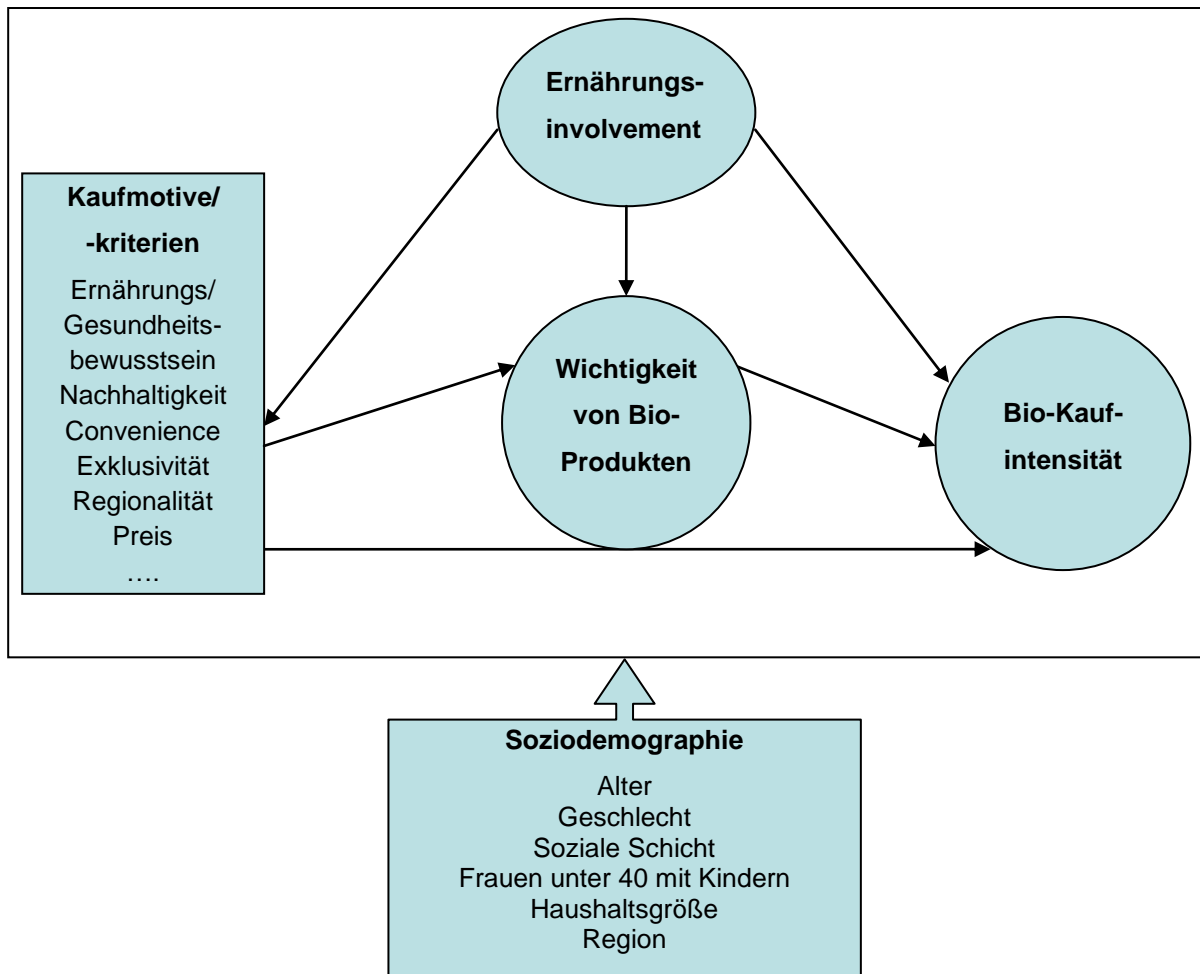 Ernährungs-
involvement
Kaufmotive/
-kriterien
Ernährungs/
Gesundheits-
bewusstsein
Nachhaltigkeit
Convenience
Exklusivität
Regionalität
Preis
….
Wichtigkeit
von Bio-
Produkten
Bio-Kauf-
intensität
Soziodemographie
Alter
Geschlecht
Soziale Schicht
Frauen unter 40 mit Kindern
Haushaltsgröße
Region